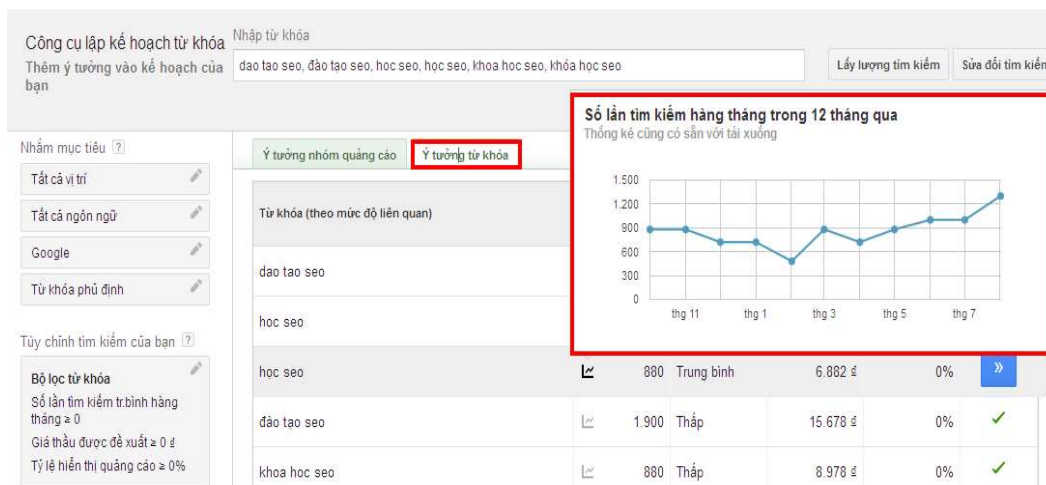 Công cụ lập kế hoạch từ khóa
Thêm ý tưởng vào kế hoạch của
bạn
Nhập từ khóa
dao tao seo, đào tạo seo, hoc seo, học seo, khoa hoc seo, khóa học seo
Lấy lượng tìm kiếm
Sửa đổi tìm kiếm
Số lần tìm kiếm hàng tháng trong 12 tháng qua
Thống kê cũng có sẵn với tải xuống
1.500
1.200
900
600
300
0
thg 11
thg 1
thg 3
thg 5
thg 7
Nhắm mục tiêu ?
Tất cả vị trí
Tất cả ngôn ngữ
Google
Từ khóa phủ định
Tùy chỉnh tìm kiếm của bạn ?
Bộ lọc từ khóa
Số lần tìm kiếm tr.bình hàng
tháng ≥ 0
Giá thầu được đề xuất ≥ 0 ₫
Tỷ lệ hiển thị quảng cáo ≥ 0%
Ý tưởng nhóm quảng cáo
Ý tưởng từ khóa
Từ khóa (theo mức độ liên quan)
dao tao seo
hoc seo
học seo 880 Trung bình 6.882 ₫ 0% »
đào tạo seo 1.900 Thấp 15.678 ₫ 0%
khoa hoc seo 880 Thấp 8.978 ₫ 0%